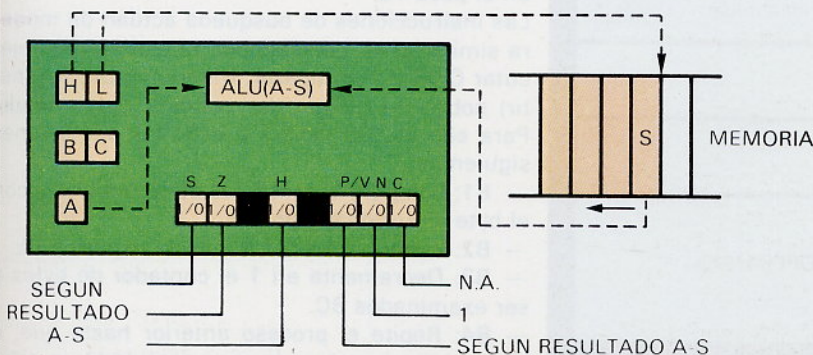 H L
ALU(A-S)
S
MEMORIA
B C
A
S Z H P/V N C
1/0 1/0 1/0 1/0 1/0 1/0
SEGUN
RESULTADO
A-S
N.A.
1
SEGUN RESULTADO A-S